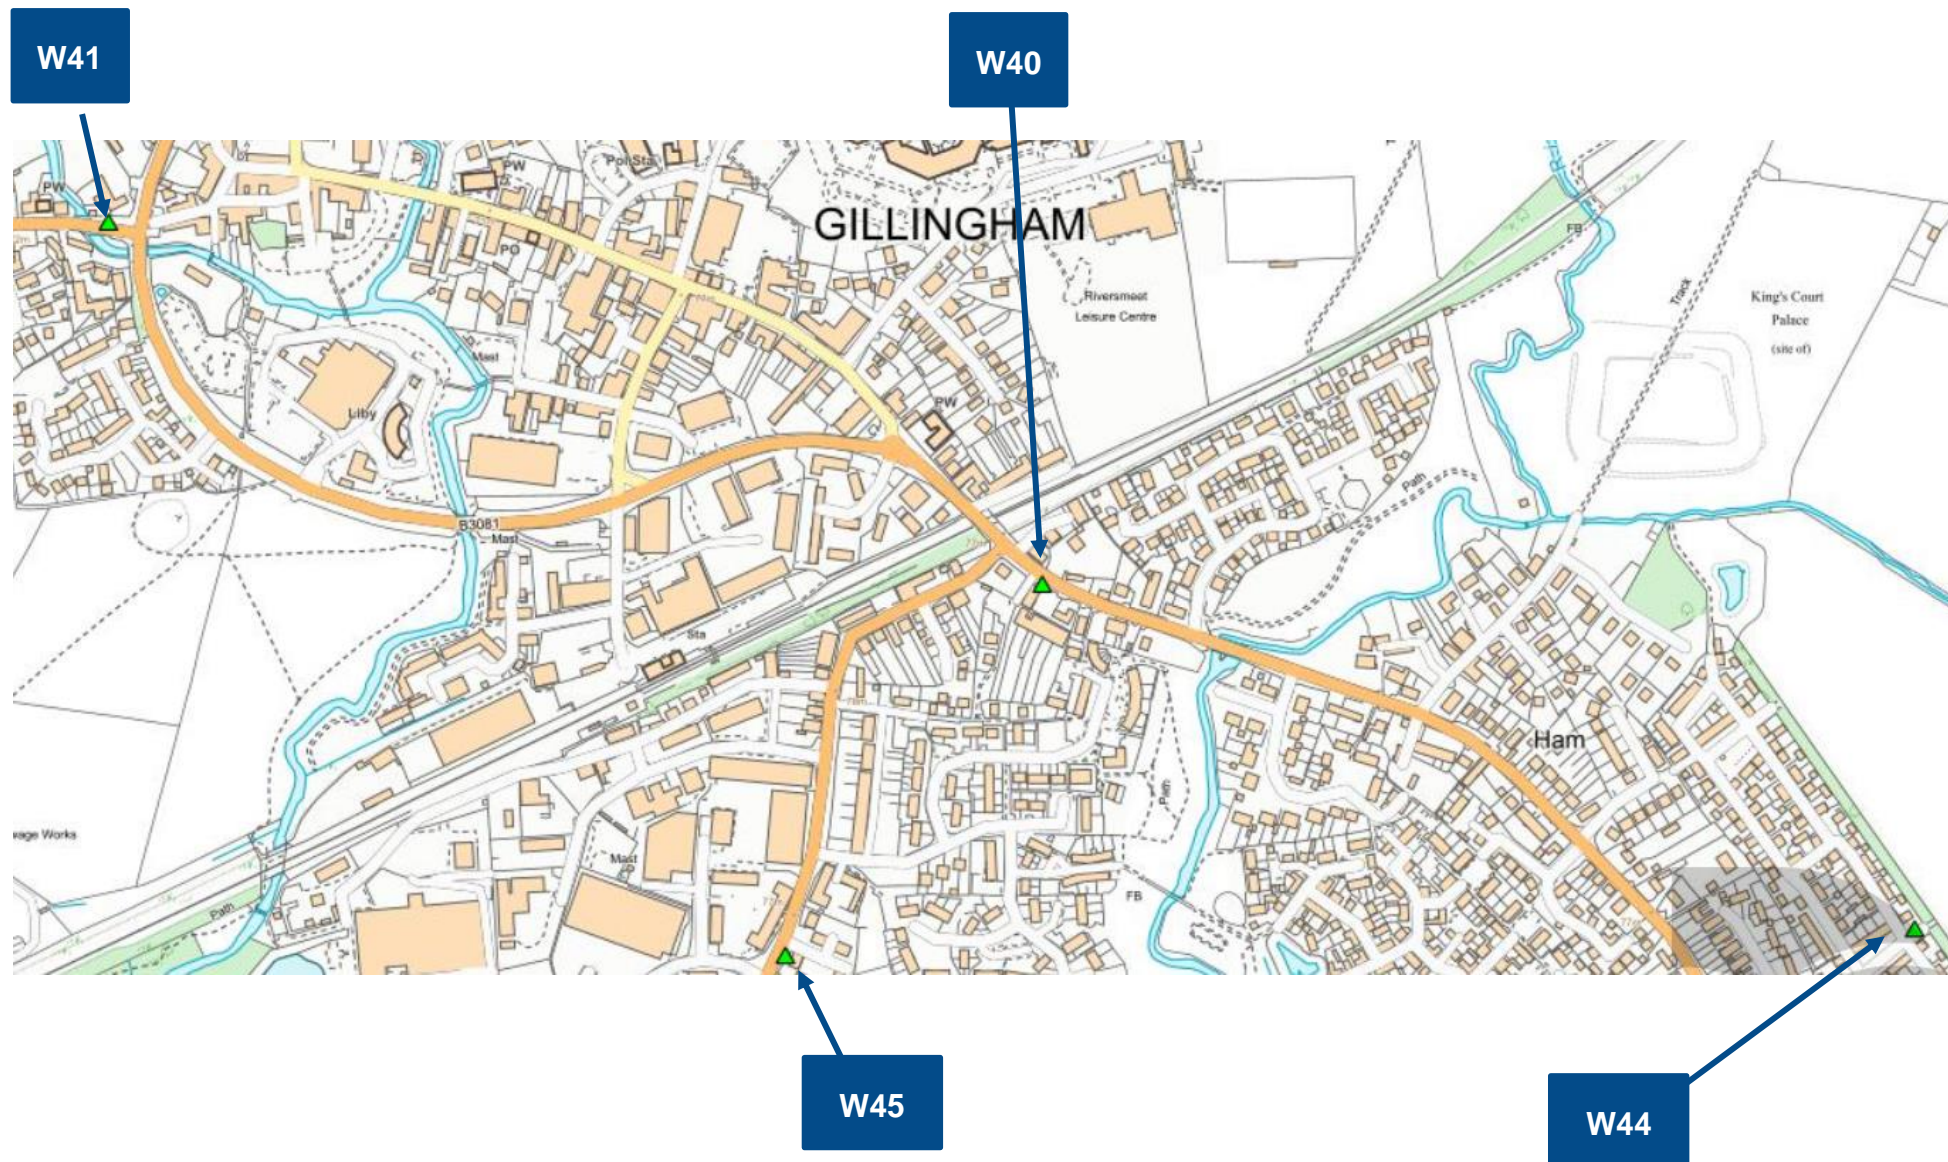 W41
W40
PW
Pol Sta
PW
GILLINGHAM
PO
FB
Riversmeet
Leisure Centre
Track
King's Court
Palace
(site of)
Mast
Liby
PW
Path
B3081
Mast
Sta
Ham
Path
wage Works
Mast
FB
Path
W45
W44